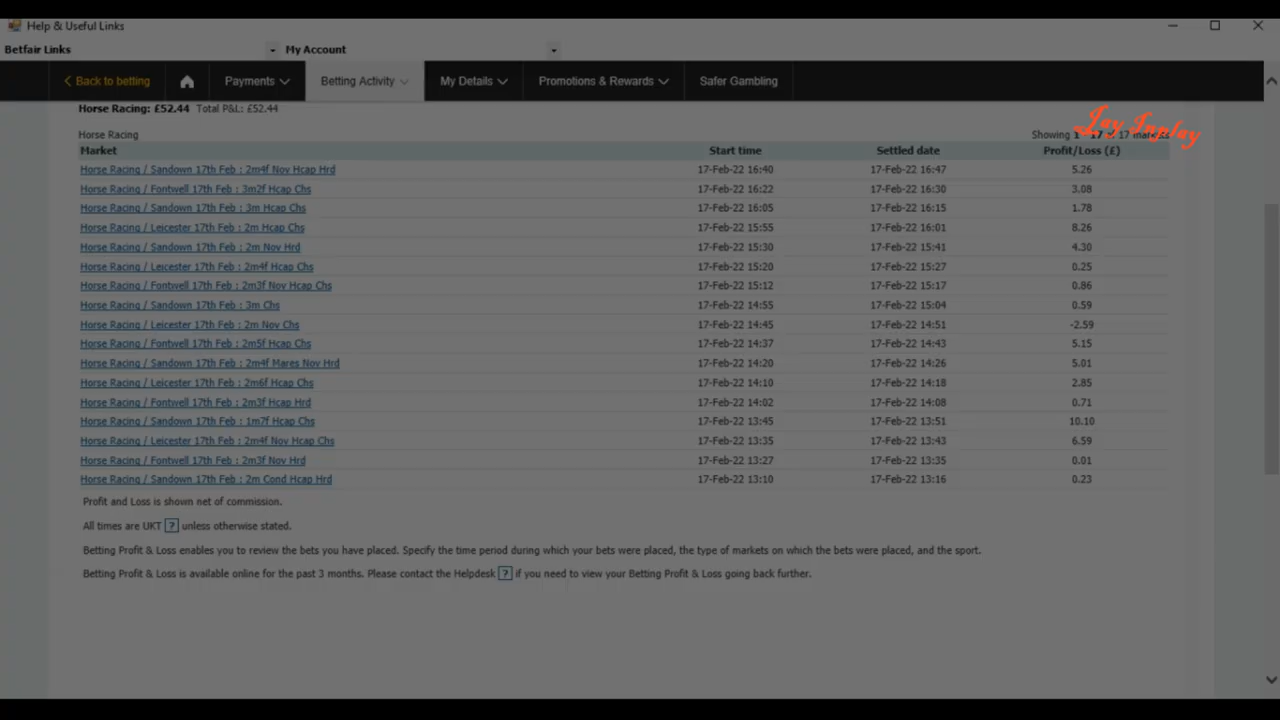 Help & Useful Links
Betfair Links My Account
Back to betting Payments Betting Activity My Details Promotions & Rewards Safer Gambling
Horse Racing: £52.44 Total P&L: £52.44
Jay Inplay
Horse Racing Showing 1 - 17 of 17 markets
Market Start time Settled date Profit/Loss (£)
Horse Racing / Sandown 17th Feb : 2m4f Nov Hcap Hrd 17-Feb-22 16:40 17-Feb-22 16:47 5.26
Horse Racing / Fontwell 17th Feb : 3m2f Hcap Chs 17-Feb-22 16:22 17-Feb-22 16:30 3.08
Horse Racing / Sandown 17th Feb : 3m Hcap Chs 17-Feb-22 16:05 17-Feb-22 16:15 1.78
Horse Racing / Leicester 17th Feb : 2m Hcap Chs 17-Feb-22 15:55 17-Feb-22 16:01 8.26
Horse Racing / Sandown 17th Feb : 2m Nov Hrd 17-Feb-22 15:30 17-Feb-22 15:41 4.30
Horse Racing / Leicester 17th Feb : 2m4f Hcap Chs 17-Feb-22 15:20 17-Feb-22 15:27 0.25
Horse Racing / Fontwell 17th Feb : 2m3f Nov Hcap Chs 17-Feb-22 15:12 17-Feb-22 15:17 0.86
Horse Racing / Sandown 17th Feb : 3m Chs 17-Feb-22 14:55 17-Feb-22 15:04 0.59
Horse Racing / Leicester 17th Feb : 2m Nov Chs 17-Feb-22 14:45 17-Feb-22 14:51 -2.59
Horse Racing / Fontwell 17th Feb : 2m5f Hcap Chs 17-Feb-22 14:37 17-Feb-22 14:43 5.15
Horse Racing / Sandown 17th Feb : 2m4f Mares Nov Hrd 17-Feb-22 14:20 17-Feb-22 14:26 5.01
Horse Racing / Leicester 17th Feb : 2m6f Hcap Chs 17-Feb-22 14:10 17-Feb-22 14:18 2.85
Horse Racing / Fontwell 17th Feb : 2m3f Hcap Hrd 17-Feb-22 14:02 17-Feb-22 14:08 0.71
Horse Racing / Sandown 17th Feb : 1m7f Hcap Chs 17-Feb-22 13:45 17-Feb-22 13:51 10.10
Horse Racing / Leicester 17th Feb : 2m4f Nov Hcap Chs 17-Feb-22 13:35 17-Feb-22 13:43 6.59
Horse Racing / Fontwell 17th Feb : 2m3f Nov Hrd 17-Feb-22 13:27 17-Feb-22 13:35 0.01
Horse Racing / Sandown 17th Feb : 2m Cond Hcap Hrd 17-Feb-22 13:10 17-Feb-22 13:16 0.23
Profit and Loss is shown net of commission.
All times are UKT ? unless otherwise stated.
Betting Profit & Loss enables you to review the bets you have placed. Specify the time period during which your bets were placed, the type of markets on which the bets were placed, and the sport.
Betting Profit & Loss is available online for the past 3 months. Please contact the Helpdesk ? if you need to view your Betting Profit & Loss going back further.